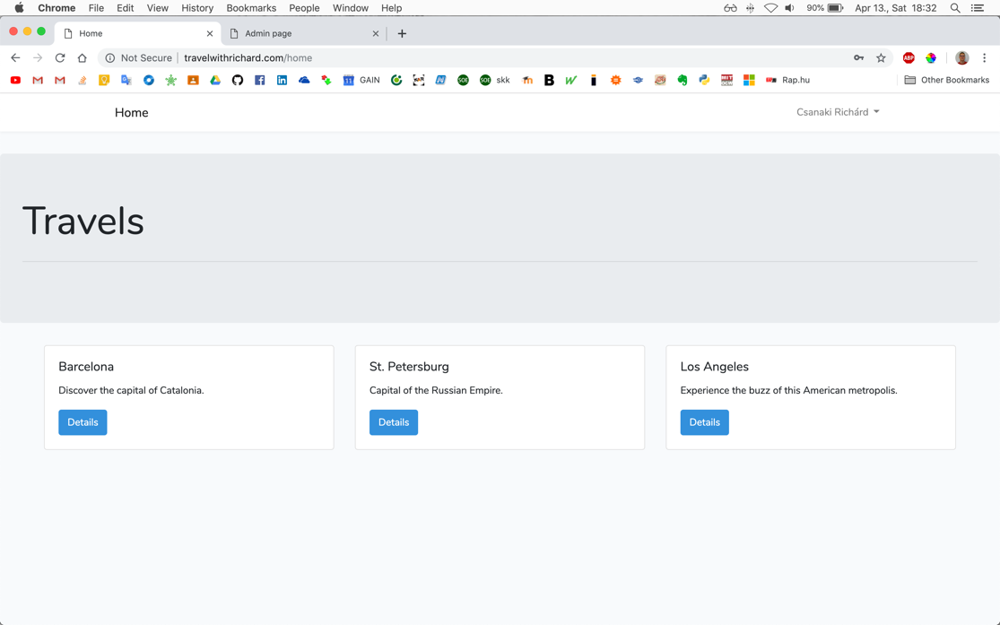 Chrome File Edit View History Bookmarks People Window Help 90% Apr 13., Sat 18:32
Home Admin page
Not Secure travelwithrichard.com/home ABP
GAIN SOE SOE skk B W Rap.hu Other Bookmarks
Home Csanaki Richárd
Travels
Barcelona St. Petersburg Los Angeles
Discover the capital of Catalonia. Capital of the Russian Empire. Experience the buzz of this American metropolis.
Details Details Details